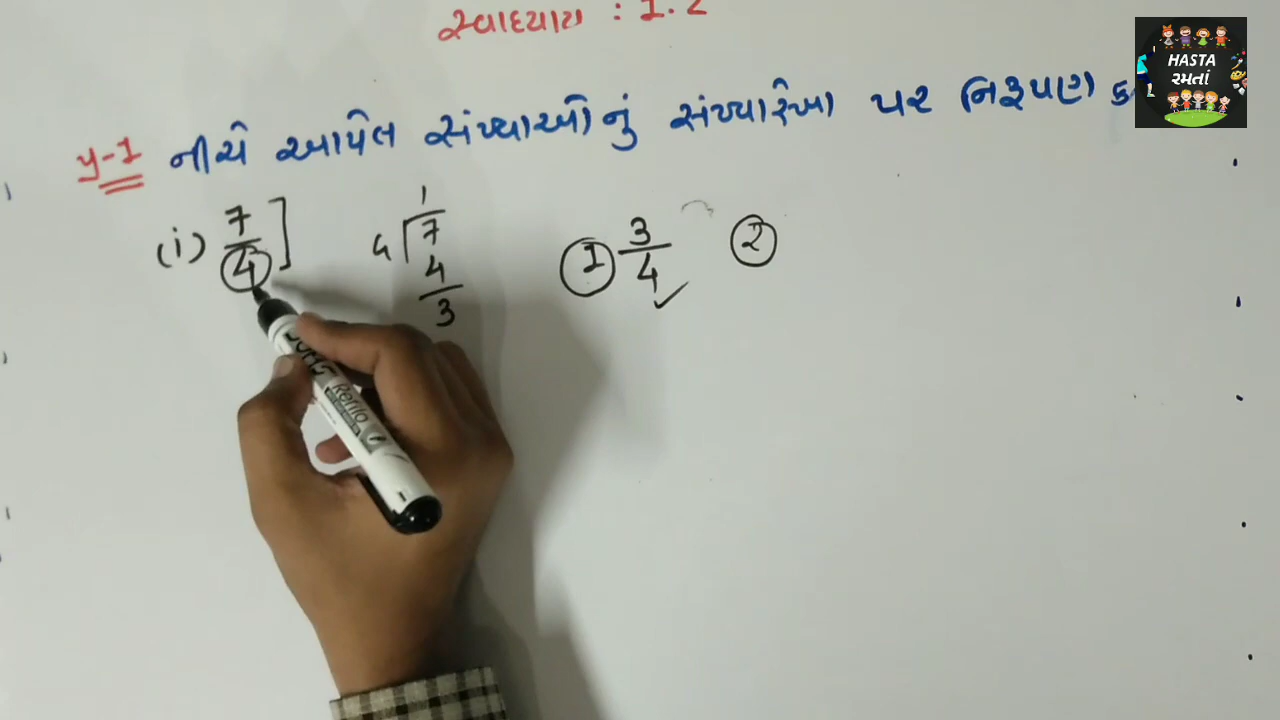 સ્વાધ્યાય : 1.2
HASTA
રમતાં
પ્ર-1 નીચે આપેલ સંખ્યાઓનું સંખ્યારેખા પર નિરૂપણ
(i) 7/4] 4 7 1 4 3 1 3/4 ✓ 2